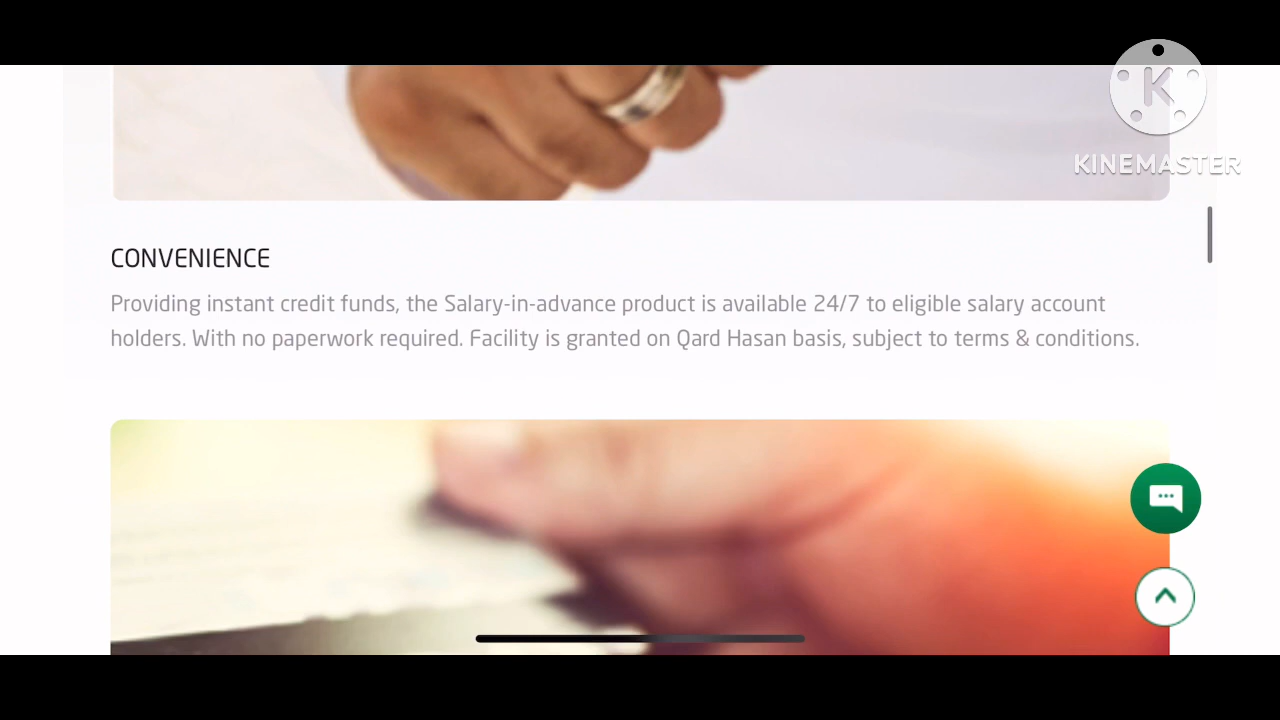 KINEMASTER
CONVENIENCE
Providing instant credit funds, the Salary-in-advance product is available 24/7 to eligible salary account
holders. With no paperwork required. Facility is granted on Qard Hasan basis, subject to terms & conditions.